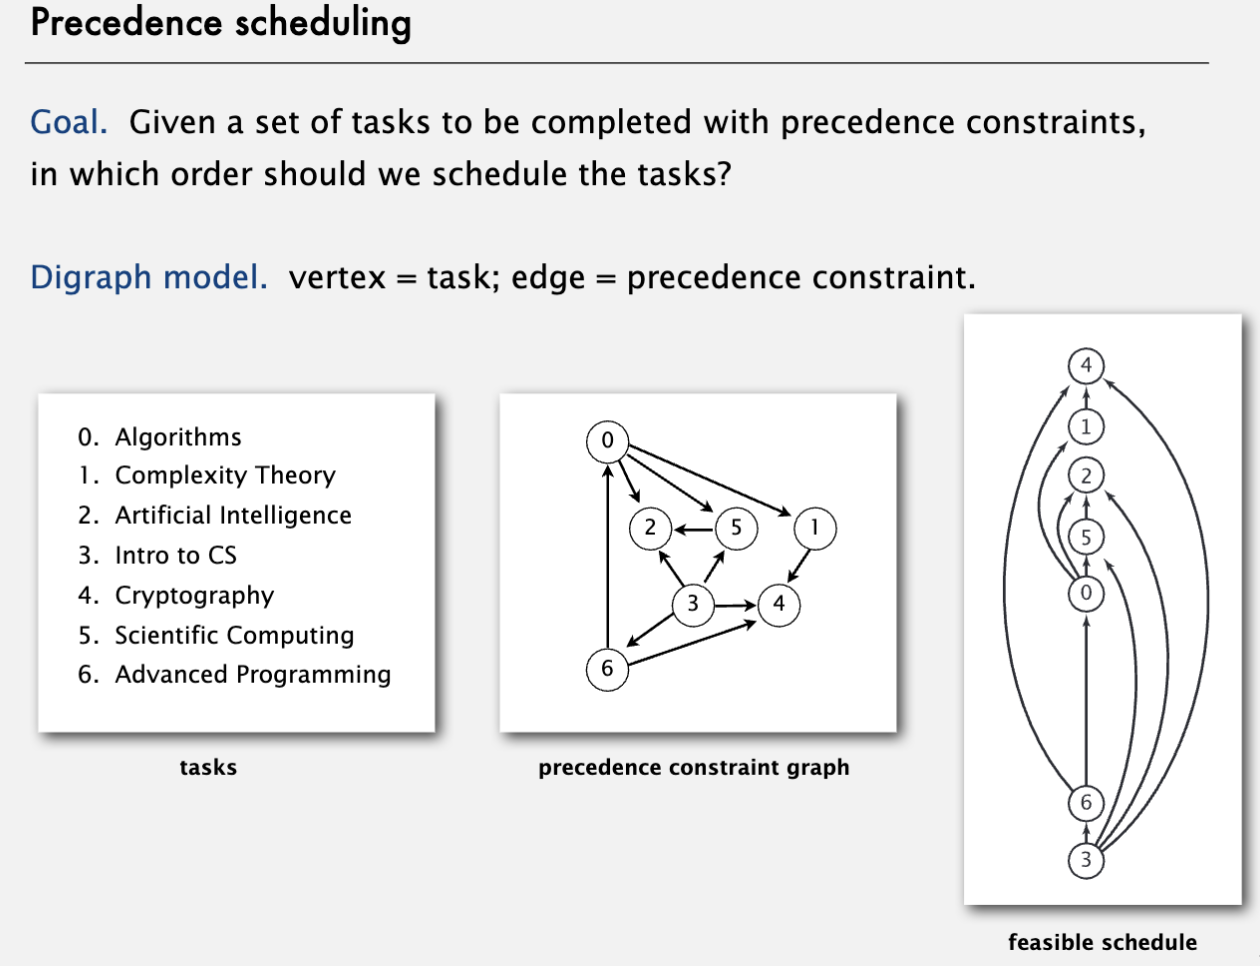 Precedence scheduling
Goal. Given a set of tasks to be completed with precedence constraints,
in which order should we schedule the tasks?
Digraph model. vertex = task; edge = precedence constraint.
0. Algorithms
1. Complexity Theory
2. Artificial Intelligence
3. Intro to CS
4. Cryptography
5. Scientific Computing
6. Advanced Programming
tasks
0
2
5
1
3
4
6
precedence constraint graph
4
1
2
5
0
6
3
feasible schedule